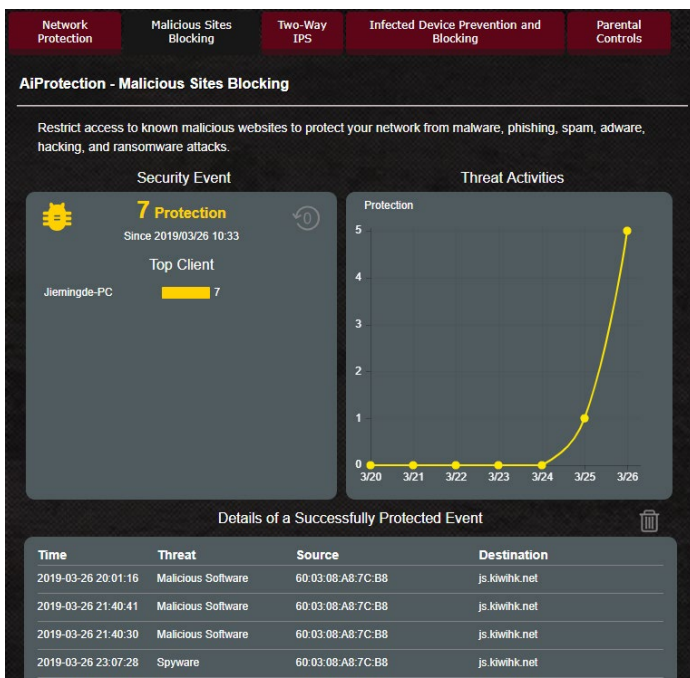 Network Protection
Malicious Sites Blocking
Two-Way IPS
Infected Device Prevention and Blocking
Parental Controls
AiProtection - Malicious Sites Blocking
Restrict access to known malicious websites to protect your network from malware, phishing, spam, adware,
hacking, and ransomware attacks.
Security Event
7 Protection
0
Since 2019/03/26 10:33
Top Client
Jiemingde-PC 7
Threat Activities
Protection
5
4
3
2
1
0
3/20 3/21 3/22 3/23 3/24 3/25 3/26
Details of a Successfully Protected Event
Time Threat Source Destination
2019-03-26 20:01:16 Malicious Software 60:03:08:A8:7C:B8 js.kiwihk.net
2019-03-26 21:40:41 Malicious Software 60:03:08:A8:7C:B8 js.kiwihk.net
2019-03-26 21:40:30 Malicious Software 60:03:08:A8:7C:B8 js.kiwihk.net
2019-03-26 23:07:28 Spyware 60:03:08:A8:7C:B8 js.kiwihk.net